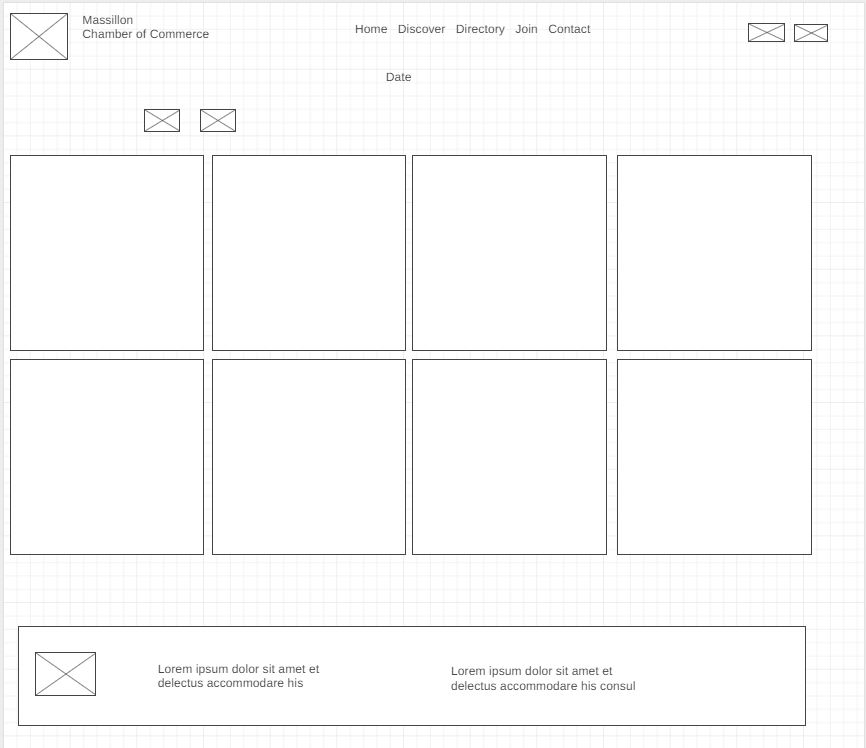 Massillon
Chamber of Commerce
Home Discover Directory Join Contact
Date
Lorem ipsum dolor sit amet et
delectus accommodare his
Lorem ipsum dolor sit amet et
delectus accommodare his consul